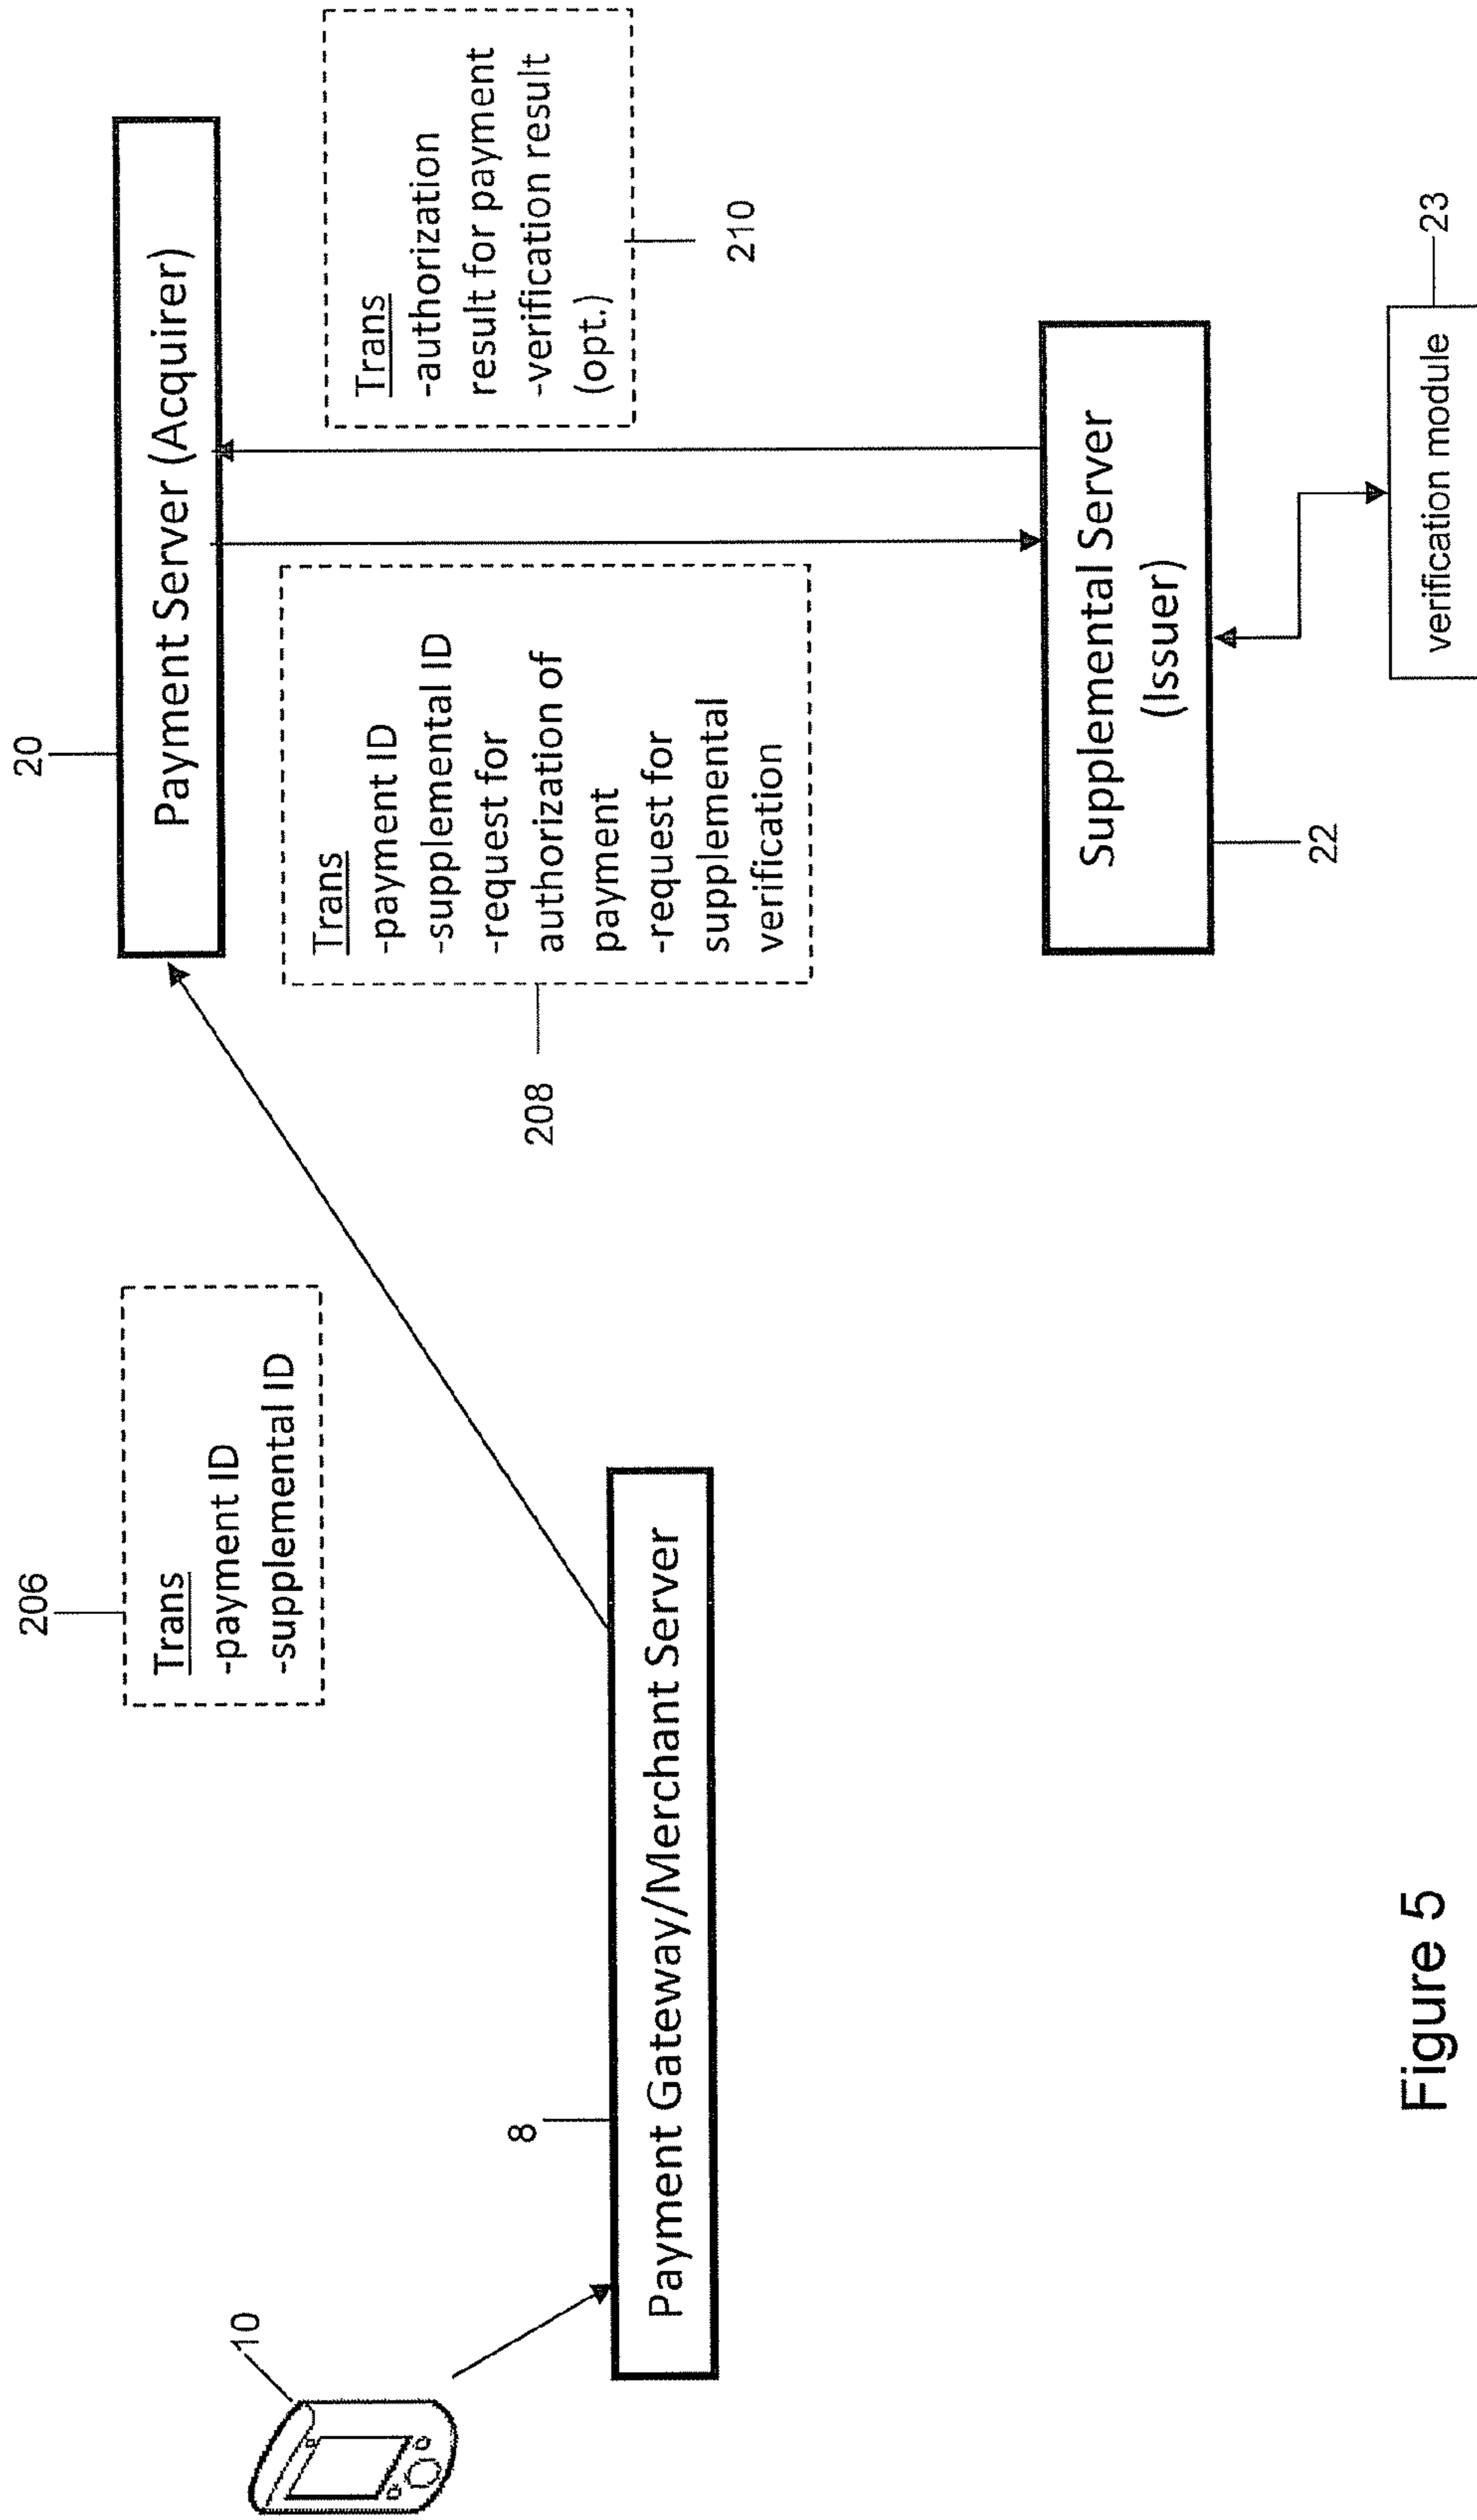 10
8
Payment Gateway/Merchant Server
206
Trans
-payment ID
-supplemental ID
20
Payment Server (Acquirer)
208
Trans
-payment ID
-supplemental ID
-request for
authorization of
payment
-request for
supplemental
verification
Trans
-authorization
result for payment
-verification result
(opt.)
210
Supplemental Server
(Issuer)
22
verification module
23
Figure 5